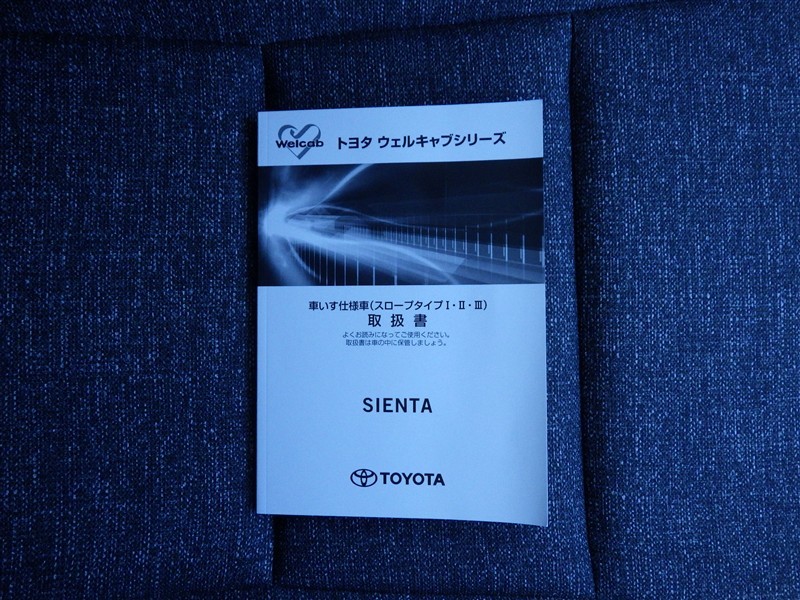 Welcab
トヨタ ウェルキャブシリーズ
車いす仕様車(スロープタイプⅠ・Ⅱ・Ⅲ)
取扱書
よくお読みになってご使用ください。
取扱書は車の中に保管しましょう。
SIENTA
TOYOTA